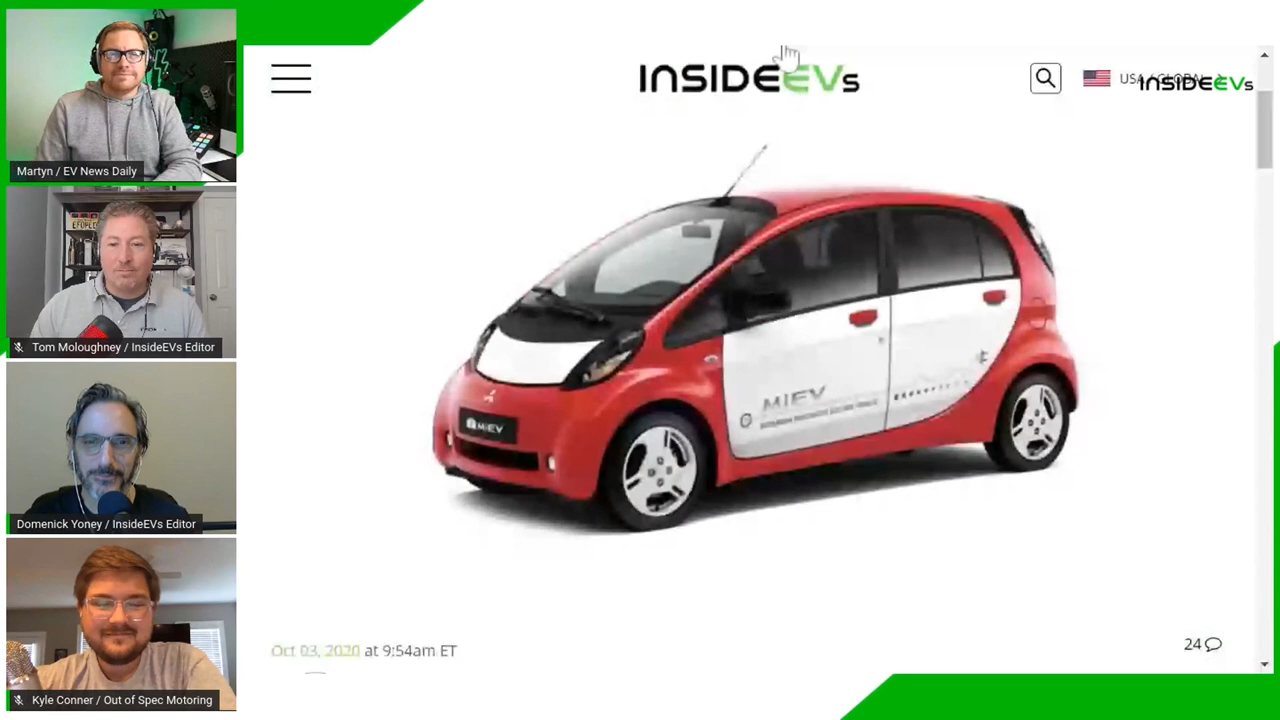 Martyn / EV News Daily
Tom Moloughney / InsideEVs Editor
Domenick Yoney / InsideEVs Editor
Kyle Conner / Out of Spec Motoring
INSIDEEVs
USA / GLOBAL
INSIDEEVs
MiEV
MiEV
Oct 03, 2020 at 9:54am ET
24